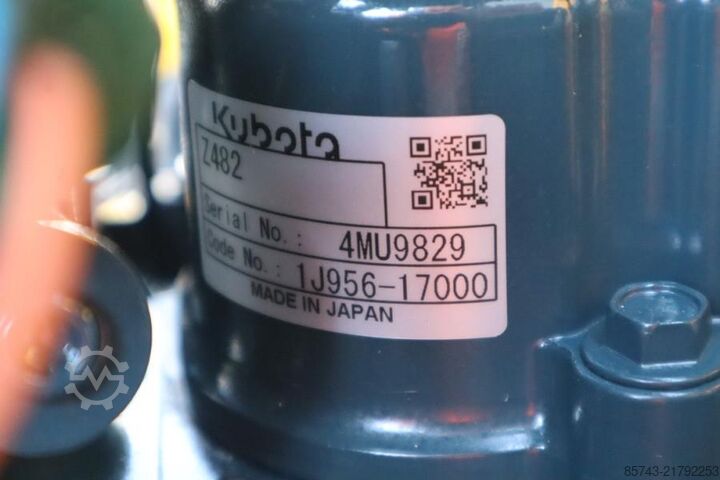 Kubota
Z482
Serial No.: 4MU9829
Code No.: 1J956-17000
MADE IN JAPAN
85743-21792253